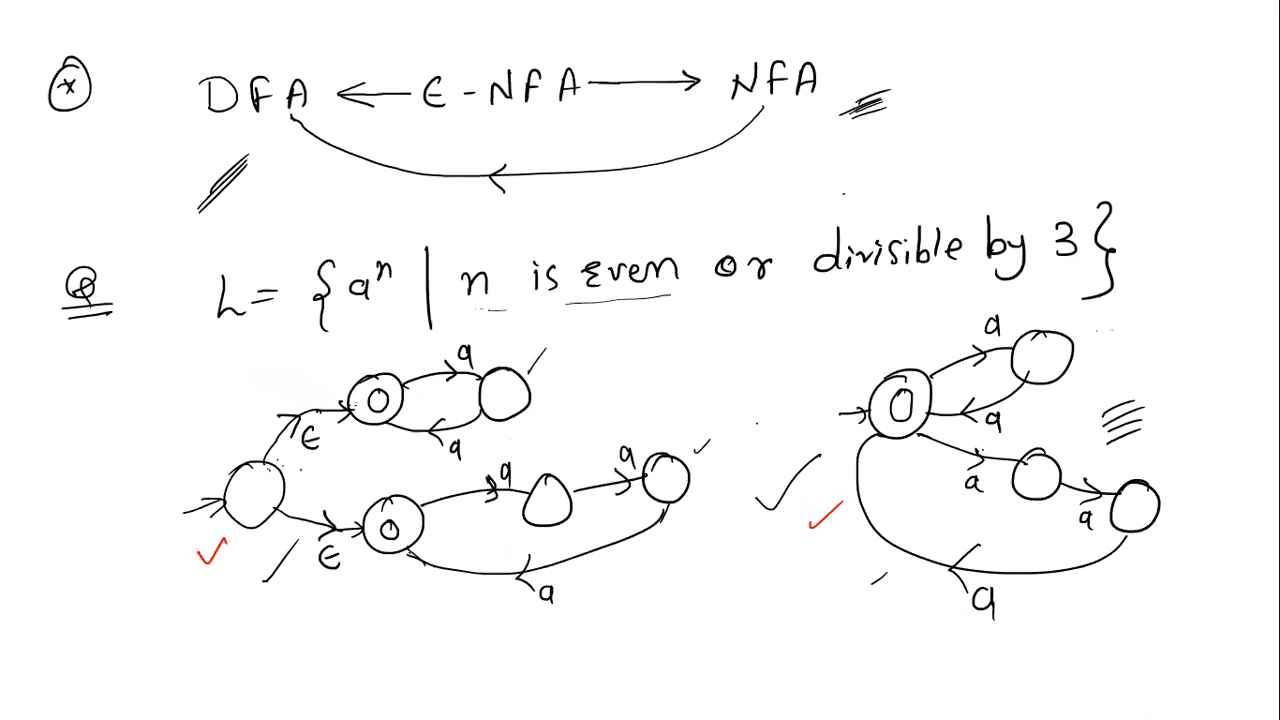 * DFA ← ε - NFA → NFA
Q L = { aⁿ | n is even or divisible by 3 }
a
a
a
ε
a
a
a
a
a
ε
a
a
a